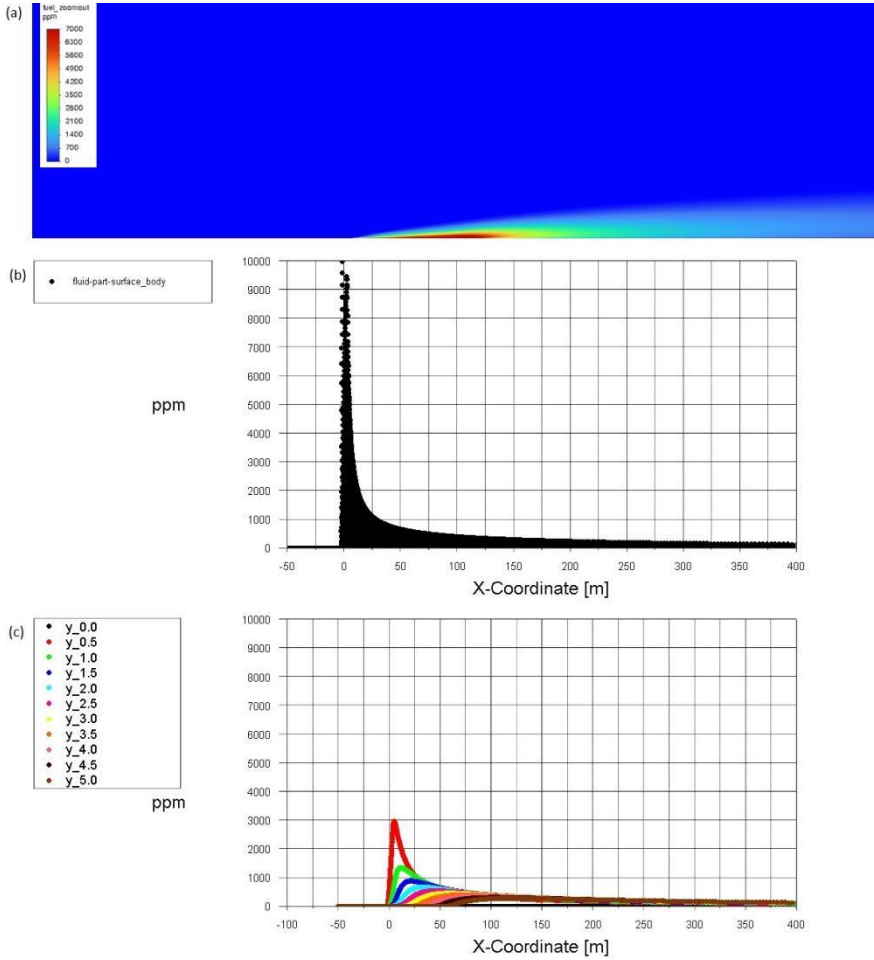 (a)
fuel_zoomout
ppm
7000
6300
5600
4900
4200
3500
2800
2100
1400
700
0
(b)
fluid-part-surface_body
10000
9000
8000
7000
6000
5000
4000
3000
2000
1000
0
ppm
-50 0 50 100 150 200 250 300 350 400
X-Coordinate [m]
(c)
y_0.0
y_0.5
y_1.0
y_1.5
y_2.0
y_2.5
y_3.0
y_3.5
y_4.0
y_4.5
y_5.0
10000
9000
8000
7000
6000
5000
4000
3000
2000
1000
0
ppm
-100 -50 0 50 100 150 200 250 300 350 400
X-Coordinate [m]